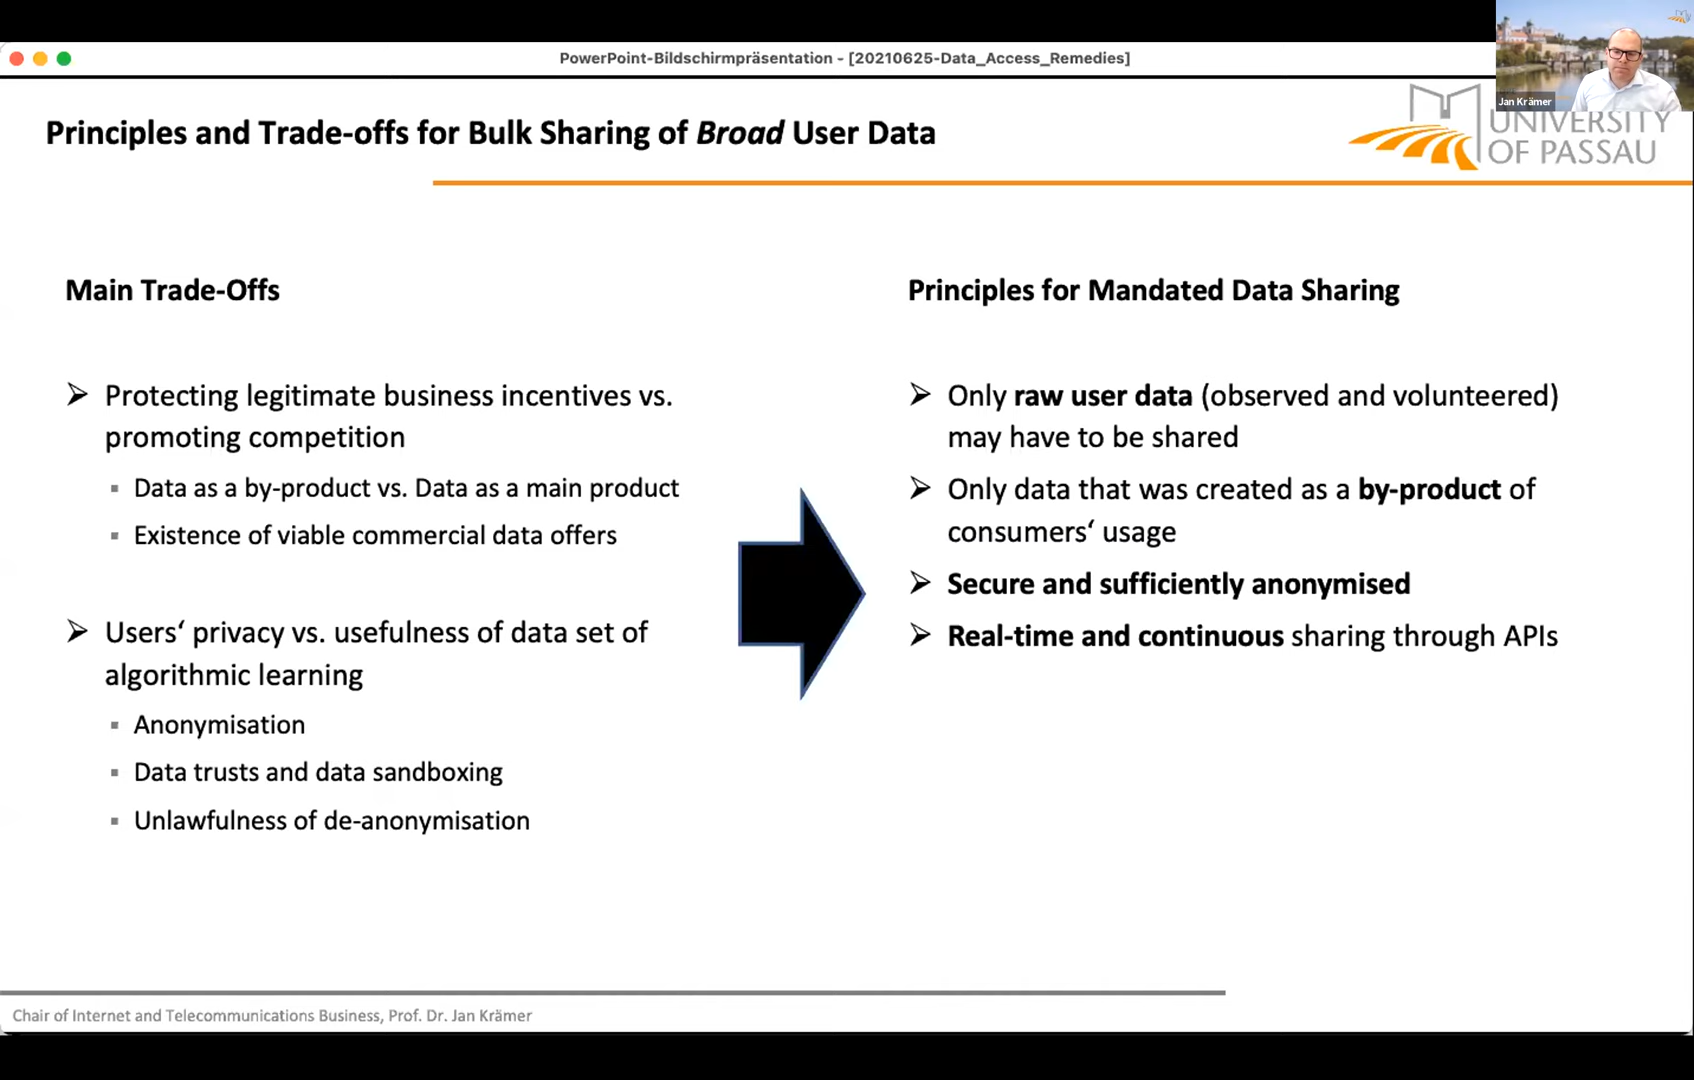 PowerPoint-Bildschirmpräsentation - [20210625-Data_Access_Remedies]
Jan Krämer
Principles and Trade-offs for Bulk Sharing of Broad User Data
UNIVERSITY
OF PASSAU
Main Trade-Offs
Protecting legitimate business incentives vs.
promoting competition
Data as a by-product vs. Data as a main product
Existence of viable commercial data offers
Users‘ privacy vs. usefulness of data set of
algorithmic learning
Anonymisation
Data trusts and data sandboxing
Unlawfulness of de-anonymisation
Principles for Mandated Data Sharing
Only raw user data (observed and volunteered)
may have to be shared
Only data that was created as a by-product of
consumers‘ usage
Secure and sufficiently anonymised
Real-time and continuous sharing through APIs
Chair of Internet and Telecommunications Business, Prof. Dr. Jan Krämer